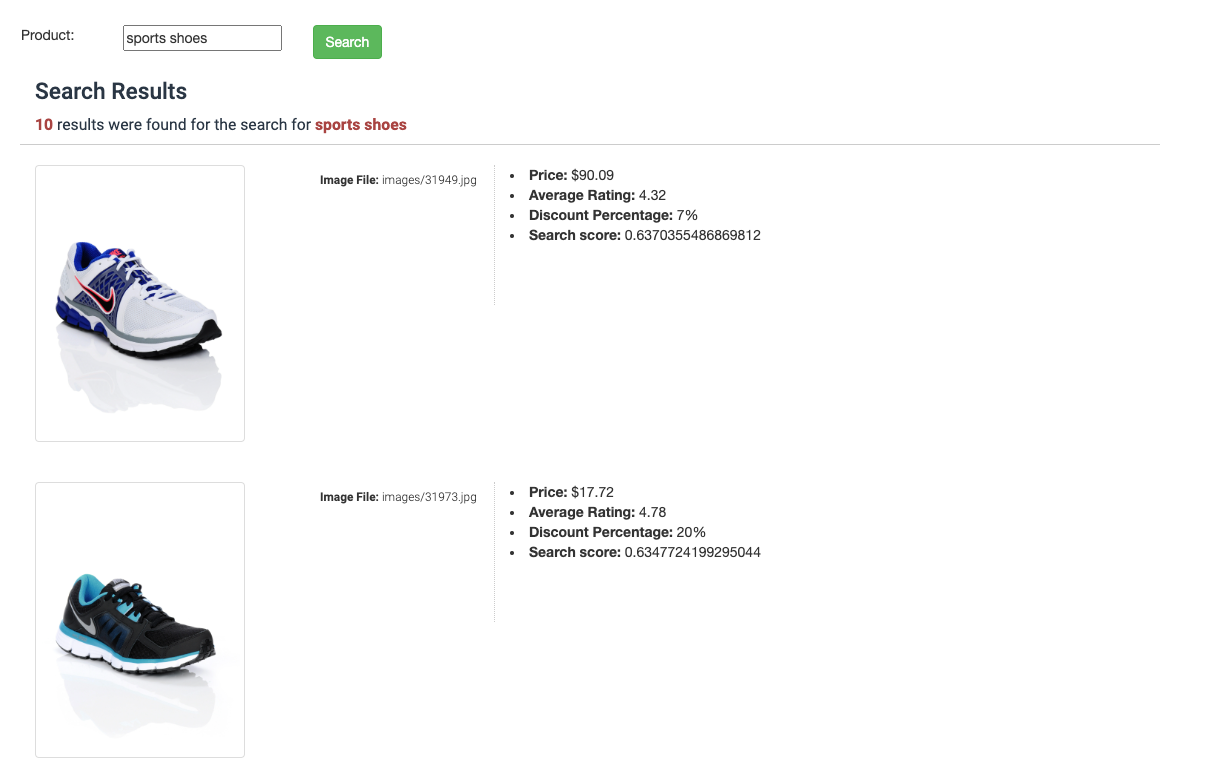 Product: sports shoes Search
Search Results
10 results were found for the search for sports shoes
Image File: images/31949.jpg
Price: $90.09
Average Rating: 4.32
Discount Percentage: 7%
Search score: 0.6370355486869812
Image File: images/31973.jpg
Price: $17.72
Average Rating: 4.78
Discount Percentage: 20%
Search score: 0.6347724199295044